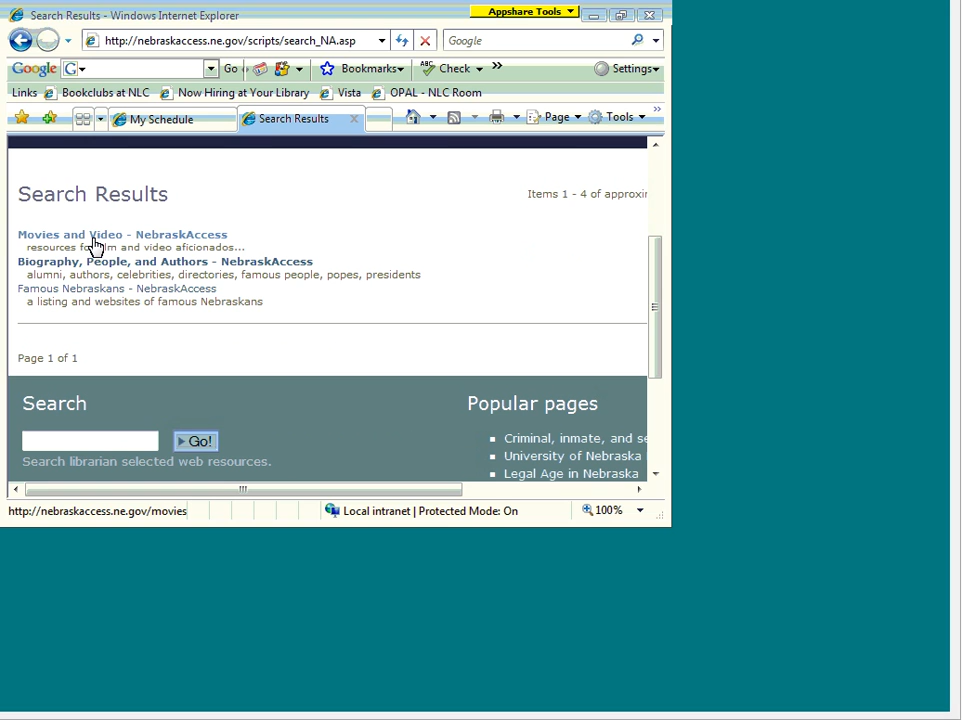 Search Results - Windows Internet Explorer
Appshare Tools
http://nebraskaccess.ne.gov/scripts/search_NA.asp
Google
Google G Go Bookmarks ABC Check » Settings
Links Bookclubs at NLC Now Hiring at Your Library Vista OPAL - NLC Room
My Schedule Search Results Page Tools »
Search Results
Items 1 - 4 of approxir
Movies and Video - NebraskAccess
resources for film and video aficionados...
Biography, People, and Authors - NebraskAccess
alumni, authors, celebrities, directories, famous people, popes, presidents
Famous Nebraskans - NebraskAccess
a listing and websites of famous Nebraskans
Page 1 of 1
Search
Go!
Search librarian selected web resources.
Popular pages
Criminal, inmate, and se
University of Nebraska
Legal Age in Nebraska
http://nebraskaccess.ne.gov/movies
Local intranet | Protected Mode: On
100%